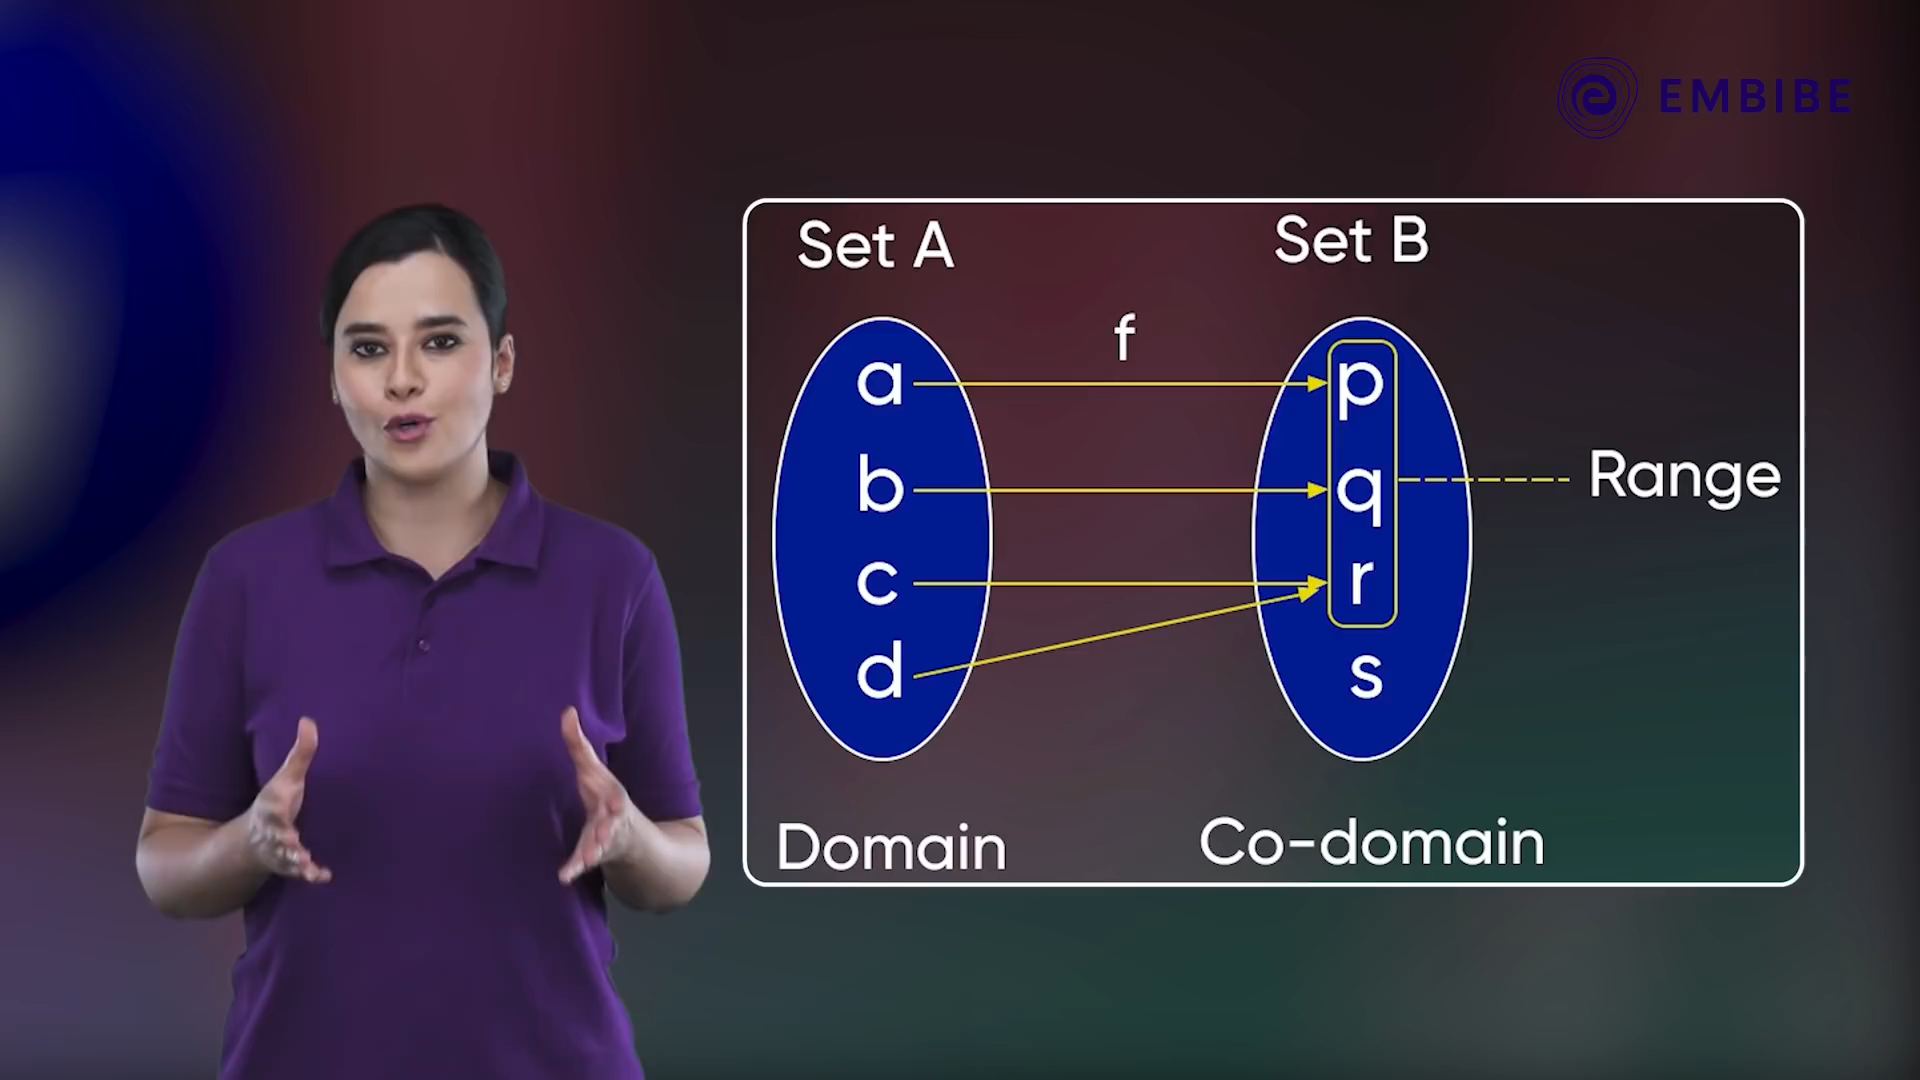 EMBIBE
Set A
Set B
f
a
p
b
q
Range
c
r
d
s
Domain
Co-domain